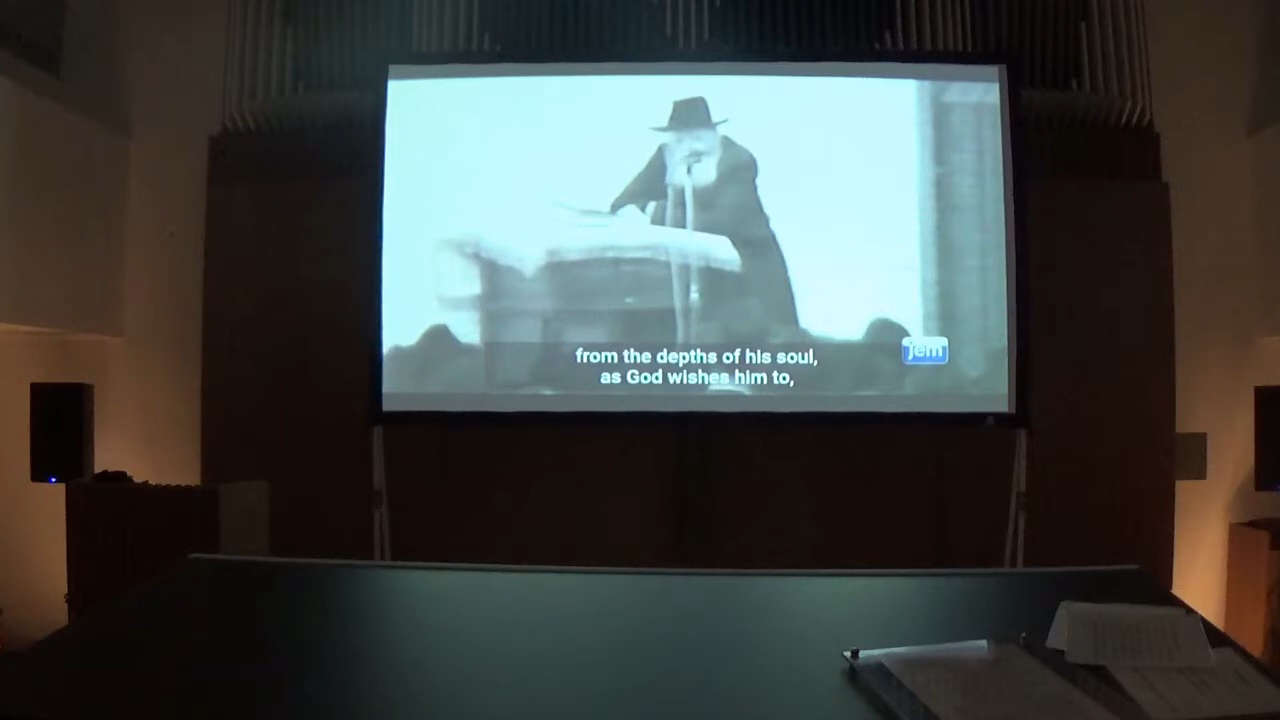 from the depths of his soul,
as God wishes him to,
jem